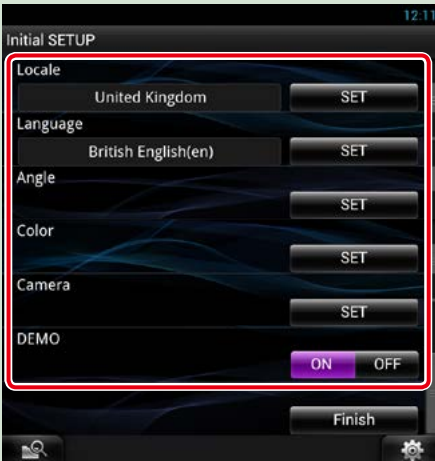 12:11
Initial SETUP
Locale
United Kingdom SET
Language
British English(en) SET
Angle
SET
Color
SET
Camera
SET
DEMO
ON OFF
Finish